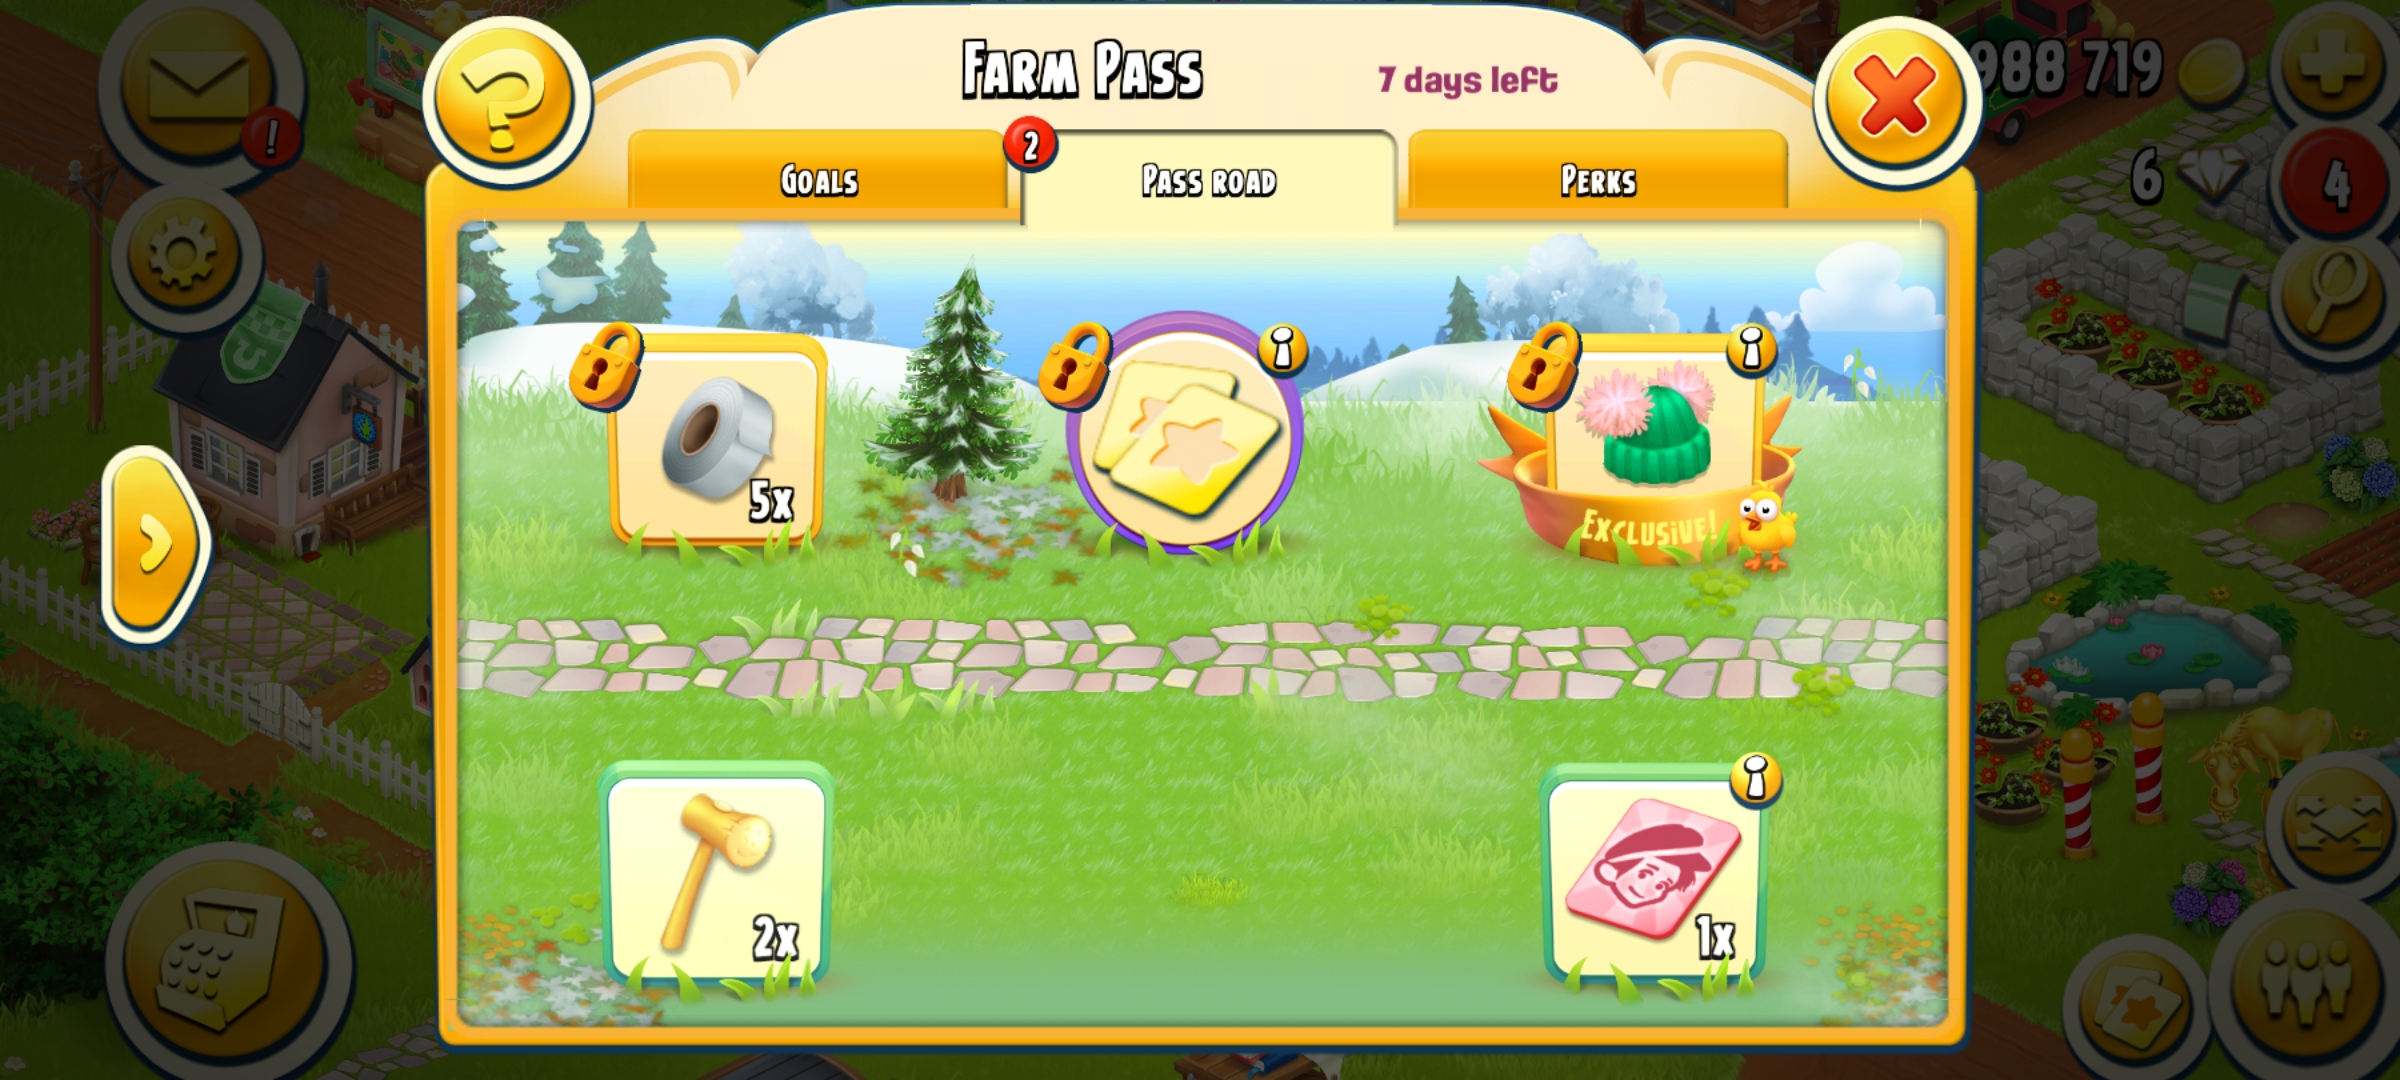 FARM PASS
7 days left
988 719
2
GOALS
PASS ROAD
PERKS
6
4
5x
EXCLUSIVE!
2x
1x